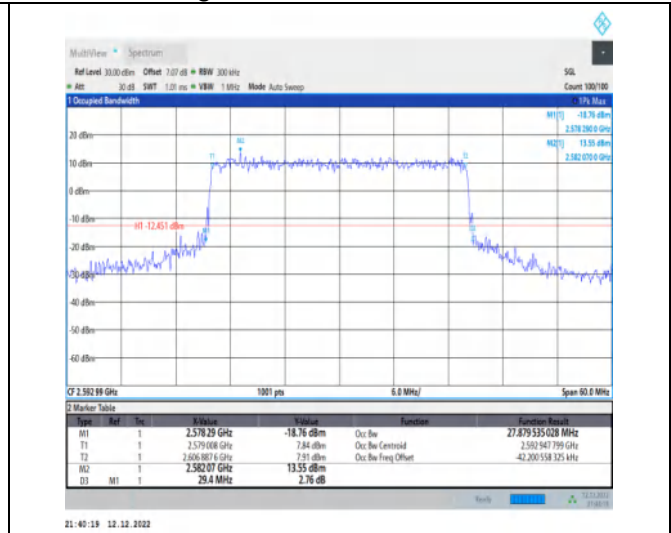 MultiView Spectrum
Ref Level 30.00 dBm Offset 7.07 dB RBW 300 kHz SGL
Att 30 dB SWT 1.01 ms VBW 1 MHz Mode Auto Sweep Count 100/100
1 Occupied Bandwidth 1Pk Max
M1[1] -18.76 dBm
2.578 290 0 GHz
M2[1] 13.55 dBm
2.582 070 0 GHz
20 dBm
M2
T1 T2
10 dBm
0 dBm
-10 dBm
H1 -12.451 dBm
-20 dBm
-30 dBm
-40 dBm
-50 dBm
-60 dBm
CF 2.592 99 GHz 1001 pts 6.0 MHz/ Span 60.0 MHz
2 Marker Table
Type Ref Trc X-Value Y-Value Function Function Result
M1 1 2.578 29 GHz -18.76 dBm Occ Bw 27.879 535 028 MHz
T1 1 2.579 008 GHz 7.84 dBm Occ Bw Centroid 2.592 947 799 GHz
T2 1 2.606 887 6 GHz 7.91 dBm Occ Bw Freq Offset -42.200 558 325 kHz
M2 1 2.582 07 GHz 13.55 dBm
D3 M1 1 29.4 MHz 2.76 dB
Ready 12.12.2022
21:40:18
21:40:19 12.12.2022